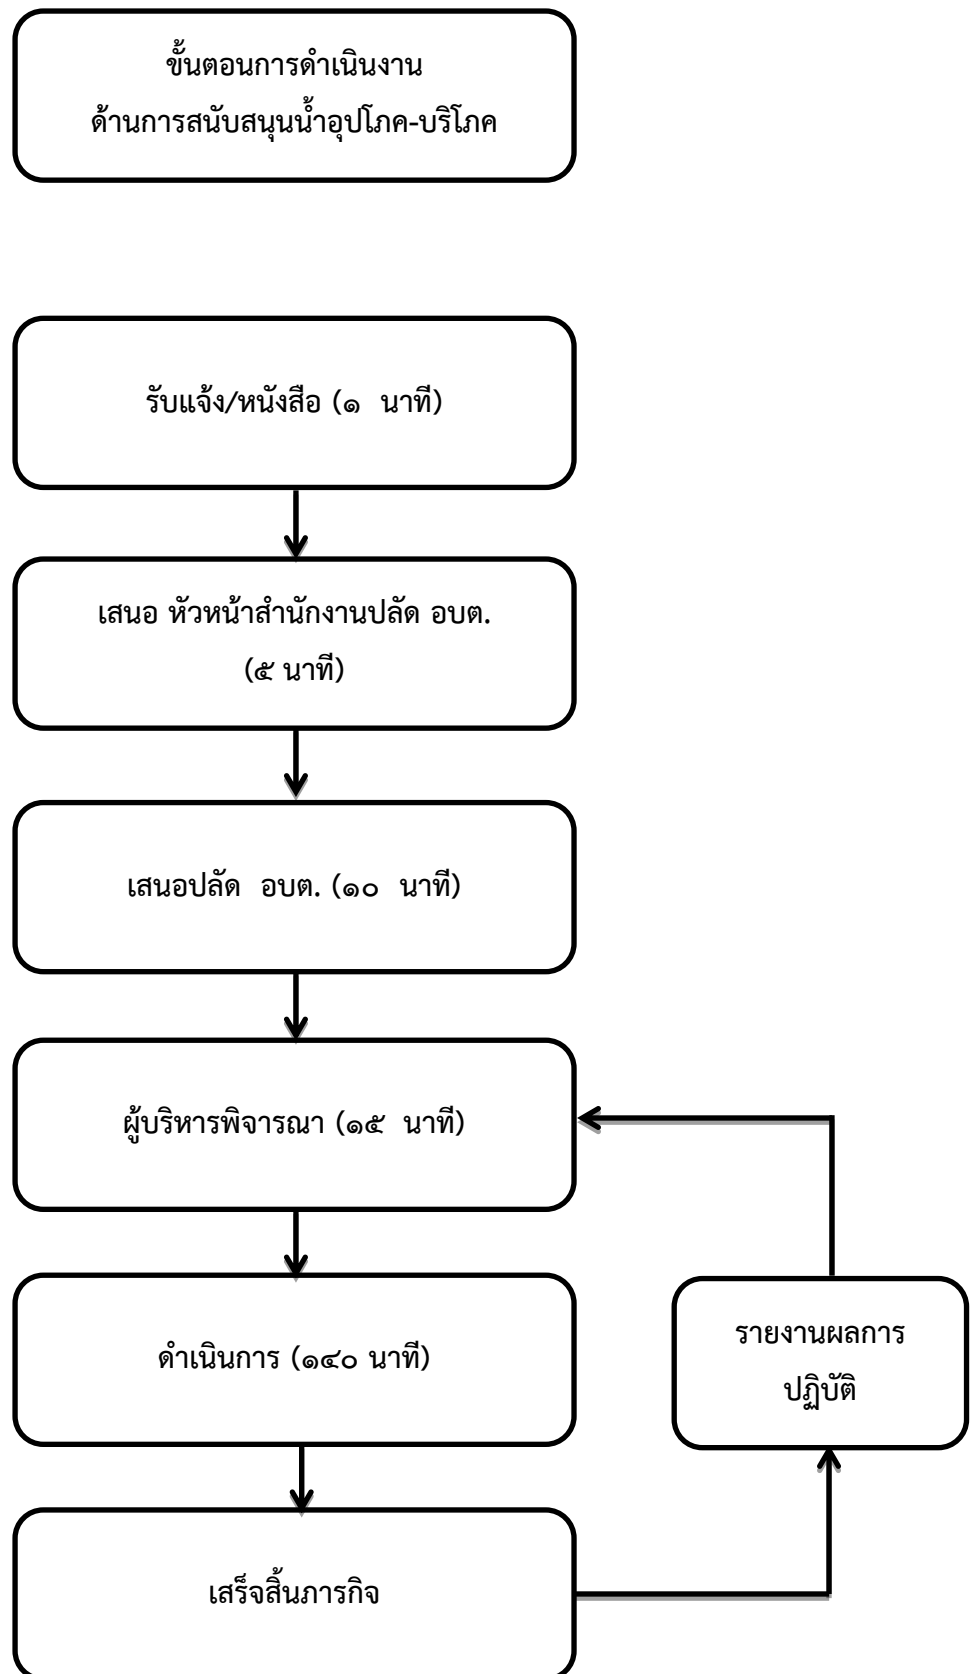 ขั้นตอนการดำเนินงาน
ด้านการสนับสนุนน้ำอุปโภค-บริโภค
รับแจ้ง/หนังสือ (๑ นาที)
เสนอ หัวหน้าสำนักงานปลัด อบต.
(๕ นาที)
เสนอปลัด อบต. (๑๐ นาที)
ผู้บริหารพิจารณา (๑๕ นาที)
ดำเนินการ (๑๔๐ นาที)
รายงานผลการ
ปฏิบัติ
เสร็จสิ้นภารกิจ